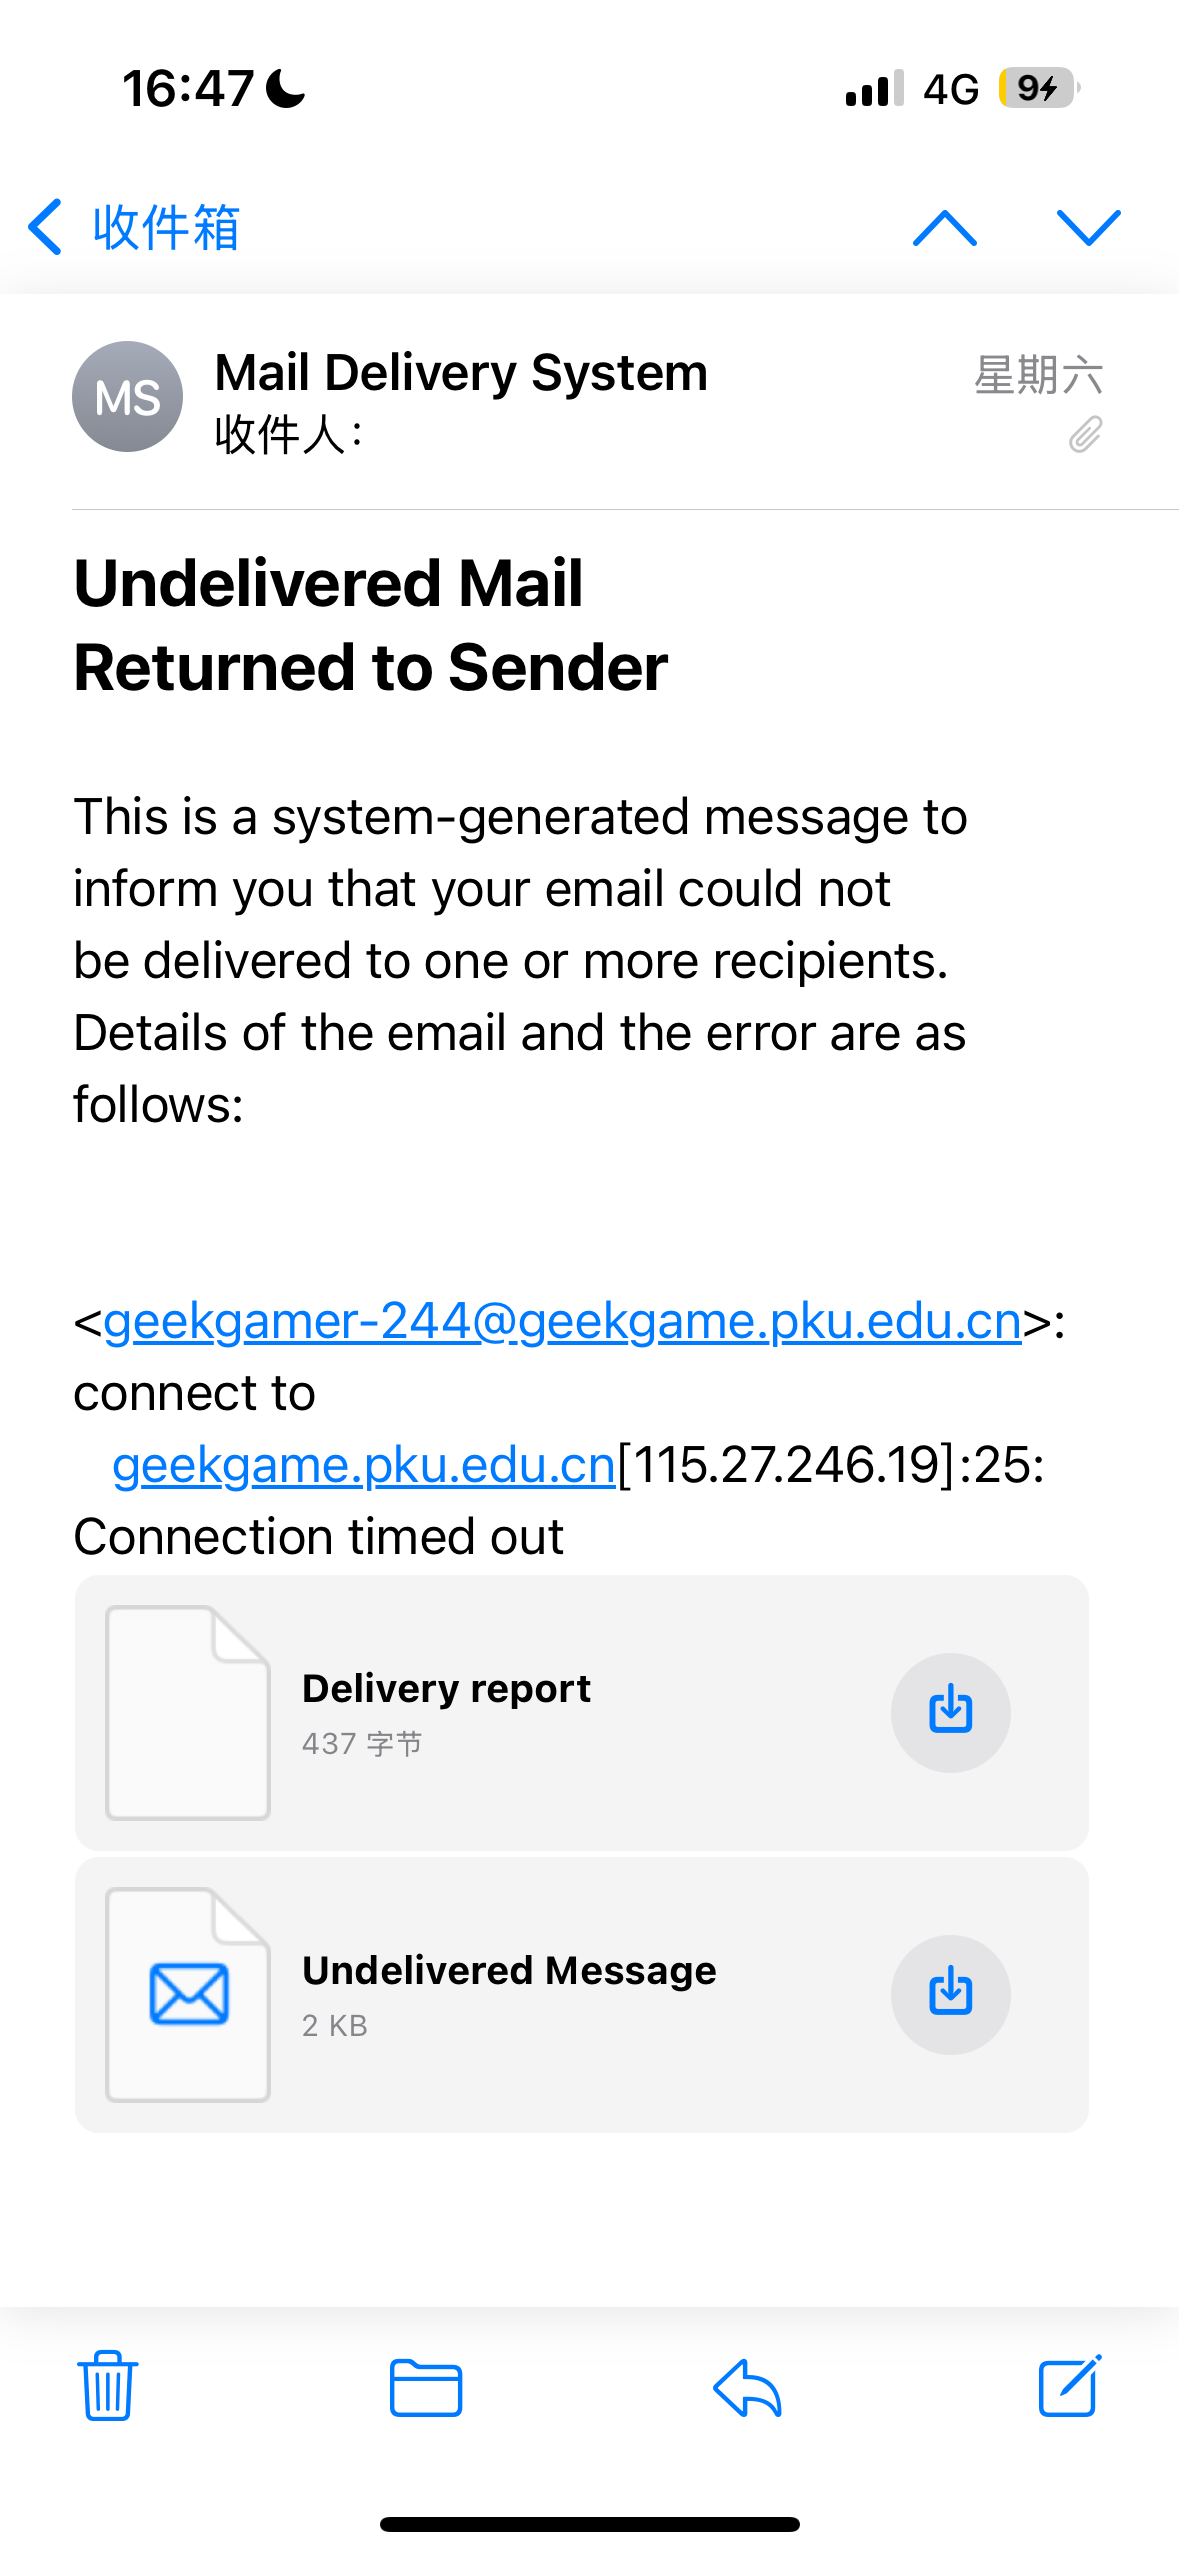 16:47
4G
9
收件箱
MS
Mail Delivery System
星期六
收件人：
Undelivered Mail
Returned to Sender
This is a system-generated message to
inform you that your email could not
be delivered to one or more recipients.
Details of the email and the error are as
follows:
<geekgamer-244@geekgame.pku.edu.cn>:
connect to
geekgame.pku.edu.cn[115.27.246.19]:25:
Connection timed out
Delivery report
437 字节
Undelivered Message
2 KB